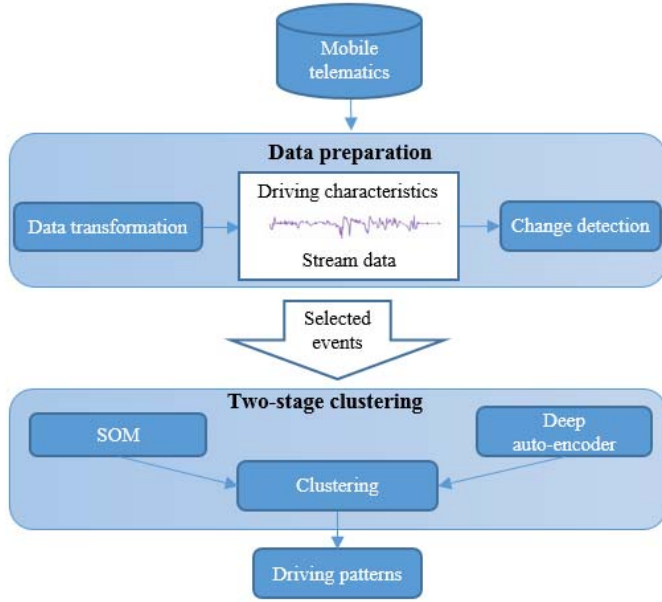 Mobile
telematics
Data preparation
Driving characteristics
Data transformation
Change detection
Stream data
Selected
events
Two-stage clustering
SOM
Deep
auto-encoder
Clustering
Driving patterns